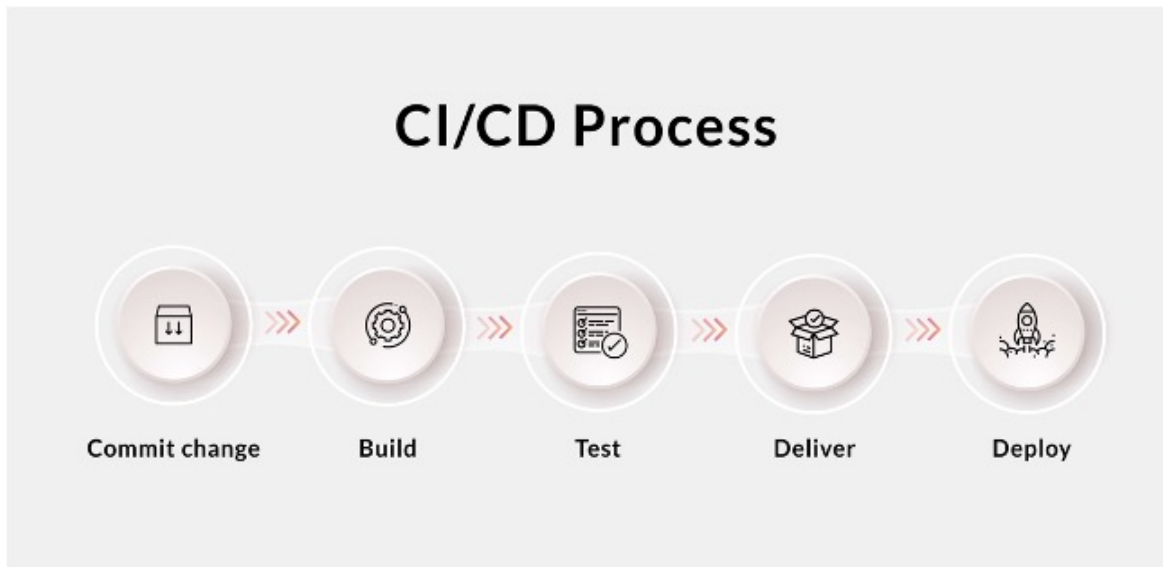 CI/CD Process
Commit change
Build
Test
Deliver
Deploy